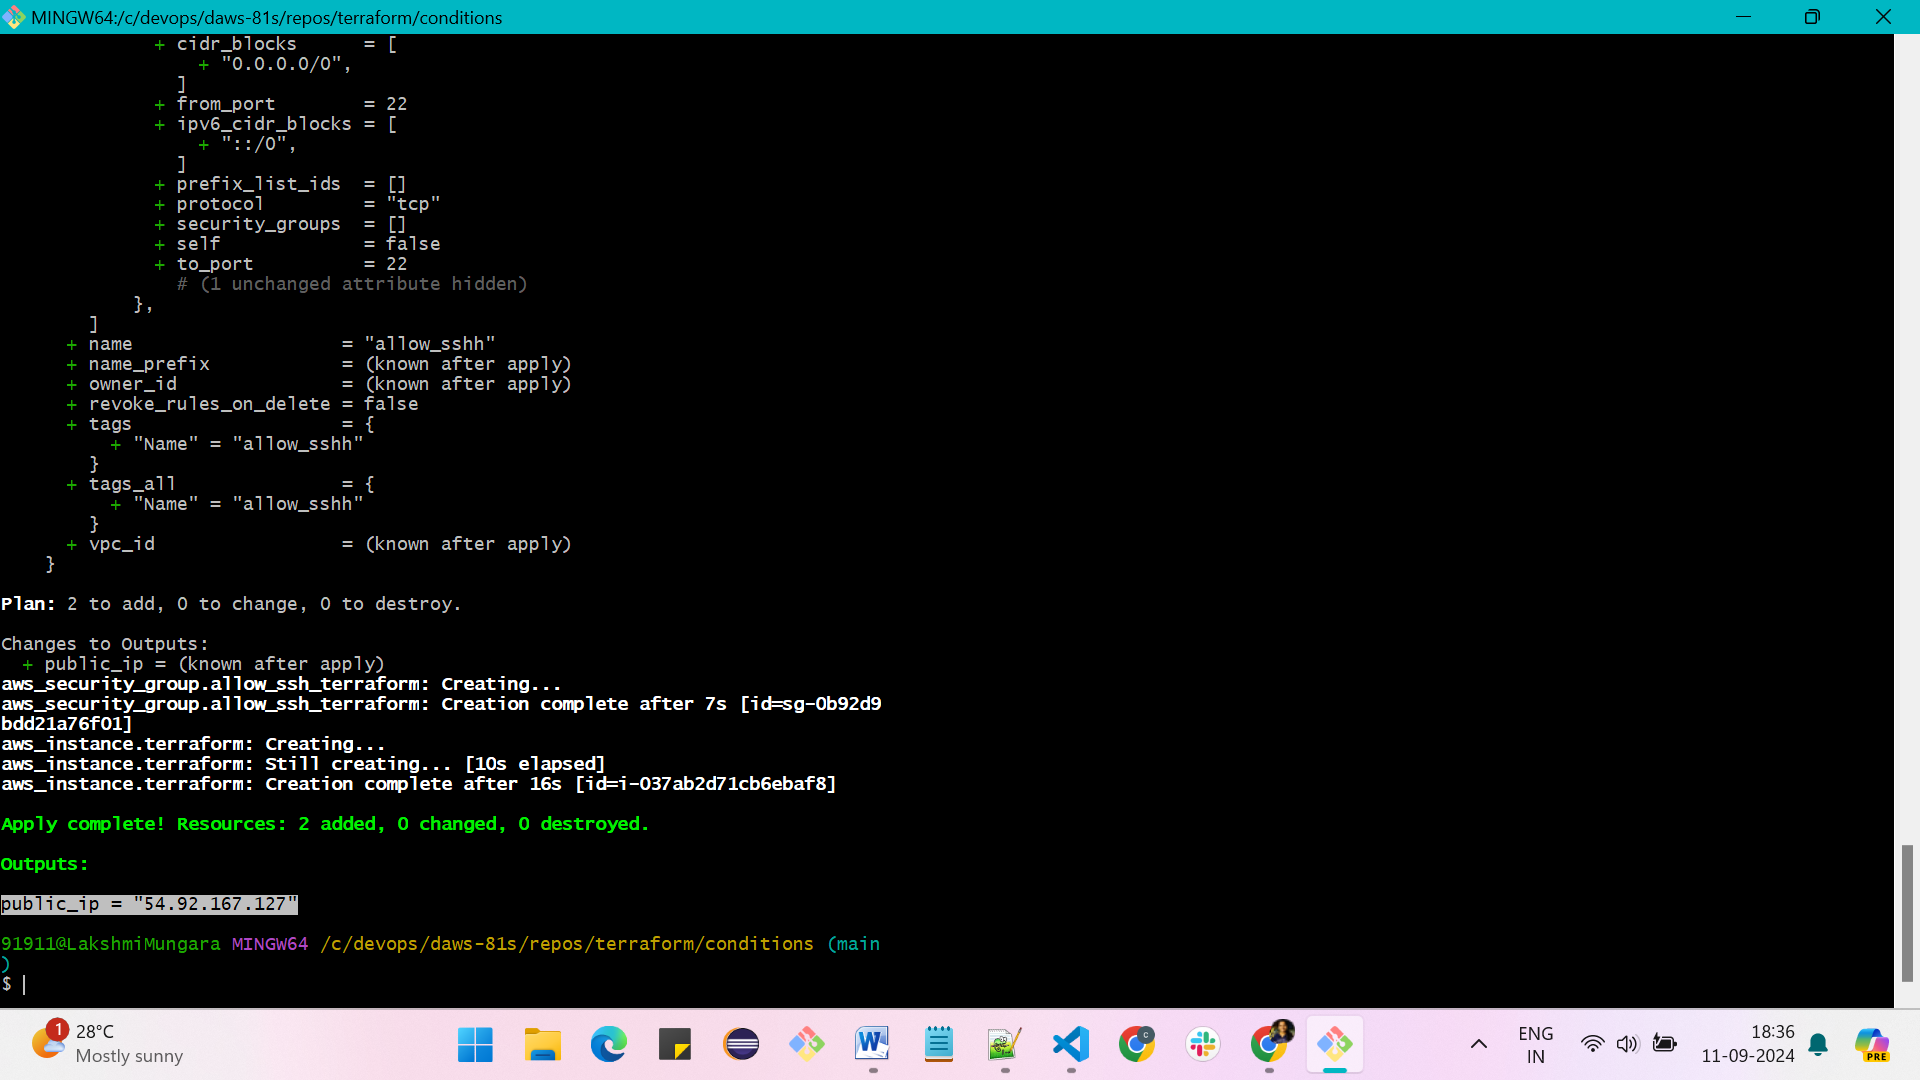 MINGW64:/c/devops/daws-81s/repos/terraform/conditions
+ cidr_blocks      = [
+ "0.0.0.0/0",
]
+ from_port        = 22
+ ipv6_cidr_blocks = [
+ "::/0",
]
+ prefix_list_ids  = []
+ protocol         = "tcp"
+ security_groups  = []
+ self             = false
+ to_port          = 22
# (1 unchanged attribute hidden)
},
]
+ name                   = "allow_sshh"
+ name_prefix            = (known after apply)
+ owner_id               = (known after apply)
+ revoke_rules_on_delete = false
+ tags                   = {
+ "Name" = "allow_sshh"
}
+ tags_all               = {
+ "Name" = "allow_sshh"
}
+ vpc_id                 = (known after apply)
}
Plan: 2 to add, 0 to change, 0 to destroy.
Changes to Outputs:
+ public_ip = (known after apply)
aws_security_group.allow_ssh_terraform: Creating...
aws_security_group.allow_ssh_terraform: Creation complete after 7s [id=sg-0b92d9
bdd21a76f01]
aws_instance.terraform: Creating...
aws_instance.terraform: Still creating... [10s elapsed]
aws_instance.terraform: Creation complete after 16s [id=i-037ab2d71cb6ebaf8]
Apply complete! Resources: 2 added, 0 changed, 0 destroyed.
Outputs:
public_ip = "54.92.167.127"
91911@LakshmiMungara MINGW64 /c/devops/daws-81s/repos/terraform/conditions (main
)
$
1
28°C
Mostly sunny
W
C
ENG
IN
18:36
11-09-2024
PRE